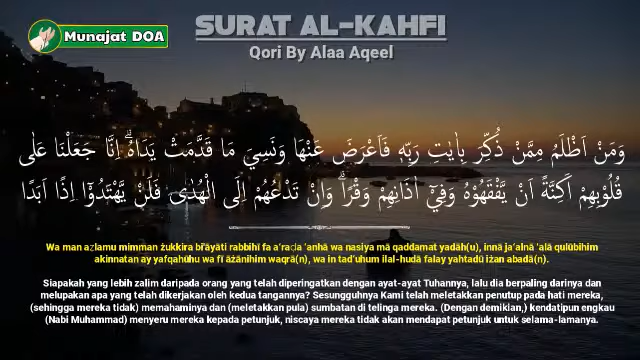 Munajat DOA
SURAT AL-KAHFI
Qori By Alaa Aqeel
وَمَنْ اَظْلَمُ مِمَّنْ ذُكِّرَ بِاٰيٰتِ رَبِّهٖ فَاَعْرَضَ عَنْهَا وَنَسِيَ مَا قَدَّمَتْ يَدَاهُۗ اِنَّا جَعَلْنَا عَلٰى
قُلُوْبِهِمْ اَكِنَّةً اَنْ يَّفْقَهُوْهُ وَفِيْٓ اٰذَانِهِمْ وَقْرًاۗ وَاِنْ تَدْعُهُمْ اِلَى الْهُدٰى فَلَنْ يَّهْتَدُوْٓا اِذًا اَبَدًا
Wa man aẓlamu mimman żukkira bi'āyāti rabbihī fa a‘raḍa ‘anhā wa nasiya mā qaddamat yadāh(u), innā ja‘alnā ‘alā qulūbihim
akinnatan ay yafqahūhu wa fī āżānihim waqrā(n), wa in tad‘uhum ilal-hudā falay yahtadū iżan abadā(n).
Siapakah yang lebih zalim daripada orang yang telah diperingatkan dengan ayat-ayat Tuhannya, lalu dia berpaling darinya dan
melupakan apa yang telah dikerjakan oleh kedua tangannya? Sesungguhnya Kami telah meletakkan penutup pada hati mereka,
(sehingga mereka tidak) memahaminya dan (meletakkan pula) sumbatan di telinga mereka. (Dengan demikian,) kendatipun engkau
(Nabi Muhammad) menyeru mereka kepada petunjuk, niscaya mereka tidak akan mendapat petunjuk untuk selama-lamanya.